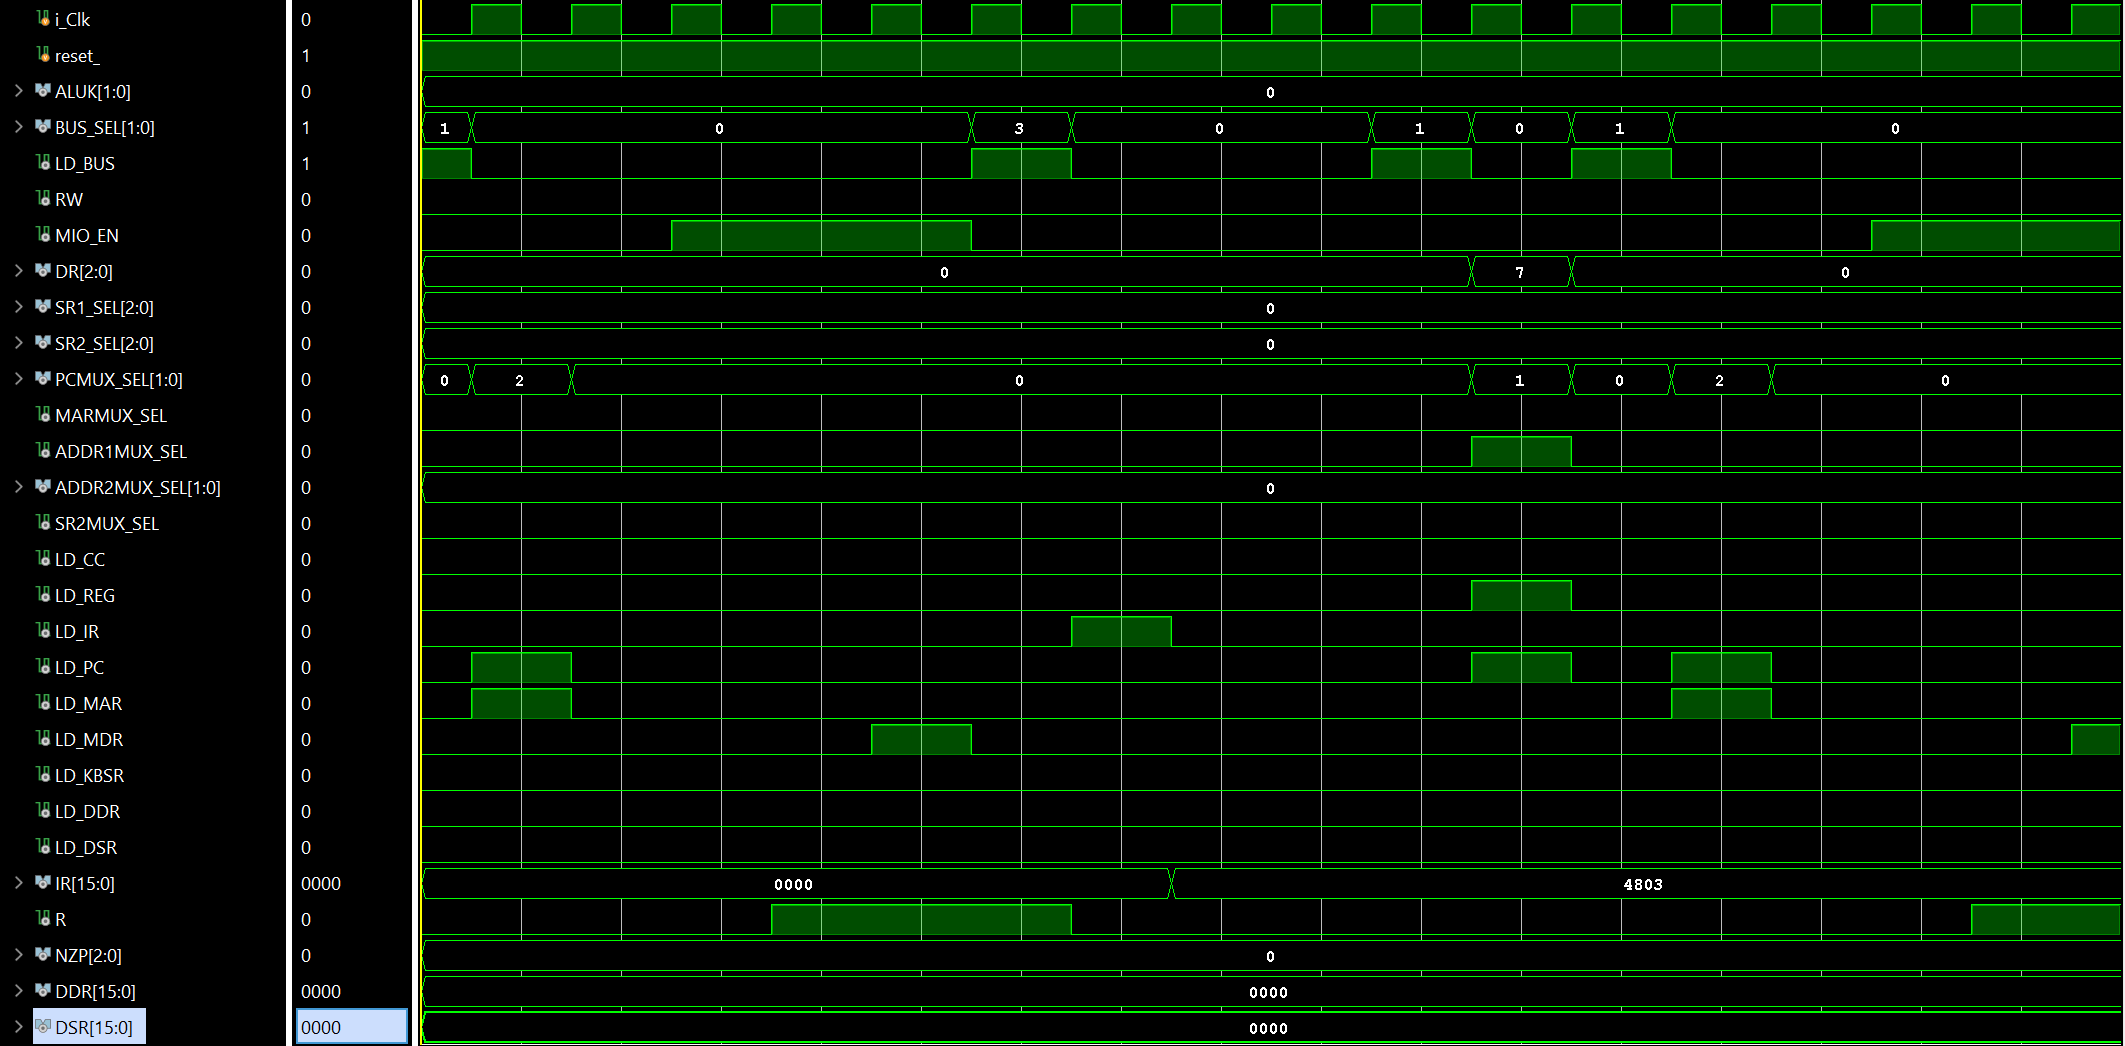 i_Clk 0
reset_ 1
ALUK[1:0] 0 0
BUS_SEL[1:0] 1 1 0 3 0 1 0 1 0
LD_BUS 1
RW 0
MIO_EN 0
DR[2:0] 0 0 7 0
SR1_SEL[2:0] 0 0
SR2_SEL[2:0] 0 0
PCMUX_SEL[1:0] 0 0 2 0 1 0 2 0
MARMUX_SEL 0
ADDR1MUX_SEL 0
ADDR2MUX_SEL[1:0] 0 0
SR2MUX_SEL 0
LD_CC 0
LD_REG 0
LD_IR 0
LD_PC 0
LD_MAR 0
LD_MDR 0
LD_KBSR 0
LD_DDR 0
LD_DSR 0
IR[15:0] 0000 0000 4803
R 0
NZP[2:0] 0 0
DDR[15:0] 0000 0000
DSR[15:0] 0000 0000